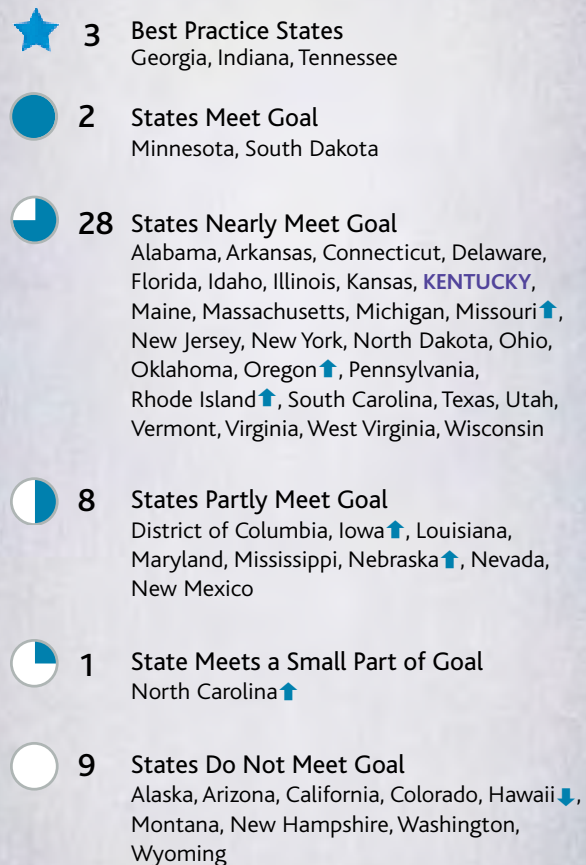 3 Best Practice States
Georgia, Indiana, Tennessee
2 States Meet Goal
Minnesota, South Dakota
28 States Nearly Meet Goal
Alabama, Arkansas, Connecticut, Delaware,
Florida, Idaho, Illinois, Kansas, KENTUCKY,
Maine, Massachusetts, Michigan, Missouri⬆,
New Jersey, New York, North Dakota, Ohio,
Oklahoma, Oregon⬆, Pennsylvania,
Rhode Island⬆, South Carolina, Texas, Utah,
Vermont, Virginia, West Virginia, Wisconsin
8 States Partly Meet Goal
District of Columbia, Iowa⬆, Louisiana,
Maryland, Mississippi, Nebraska⬆, Nevada,
New Mexico
1 State Meets a Small Part of Goal
North Carolina⬆
9 States Do Not Meet Goal
Alaska, Arizona, California, Colorado, Hawaii⬇,
Montana, New Hampshire, Washington,
Wyoming